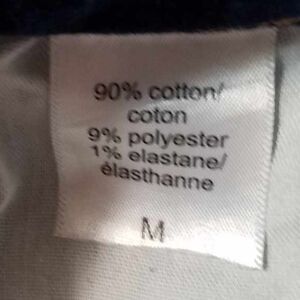 90% cotton/
coton
9% polyester
1% elastane/
élasthanne
M